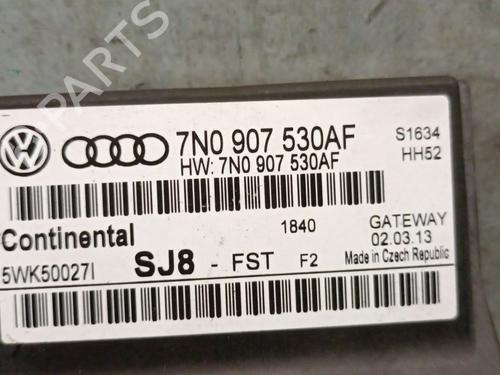 PARTS
7N0 907 530AF
HW: 7N0 907 530AF
S1634
HH52
Continental
1840
GATEWAY
02.03.13
5WK50027I
SJ8 - FST F2
Made in Czech Republic